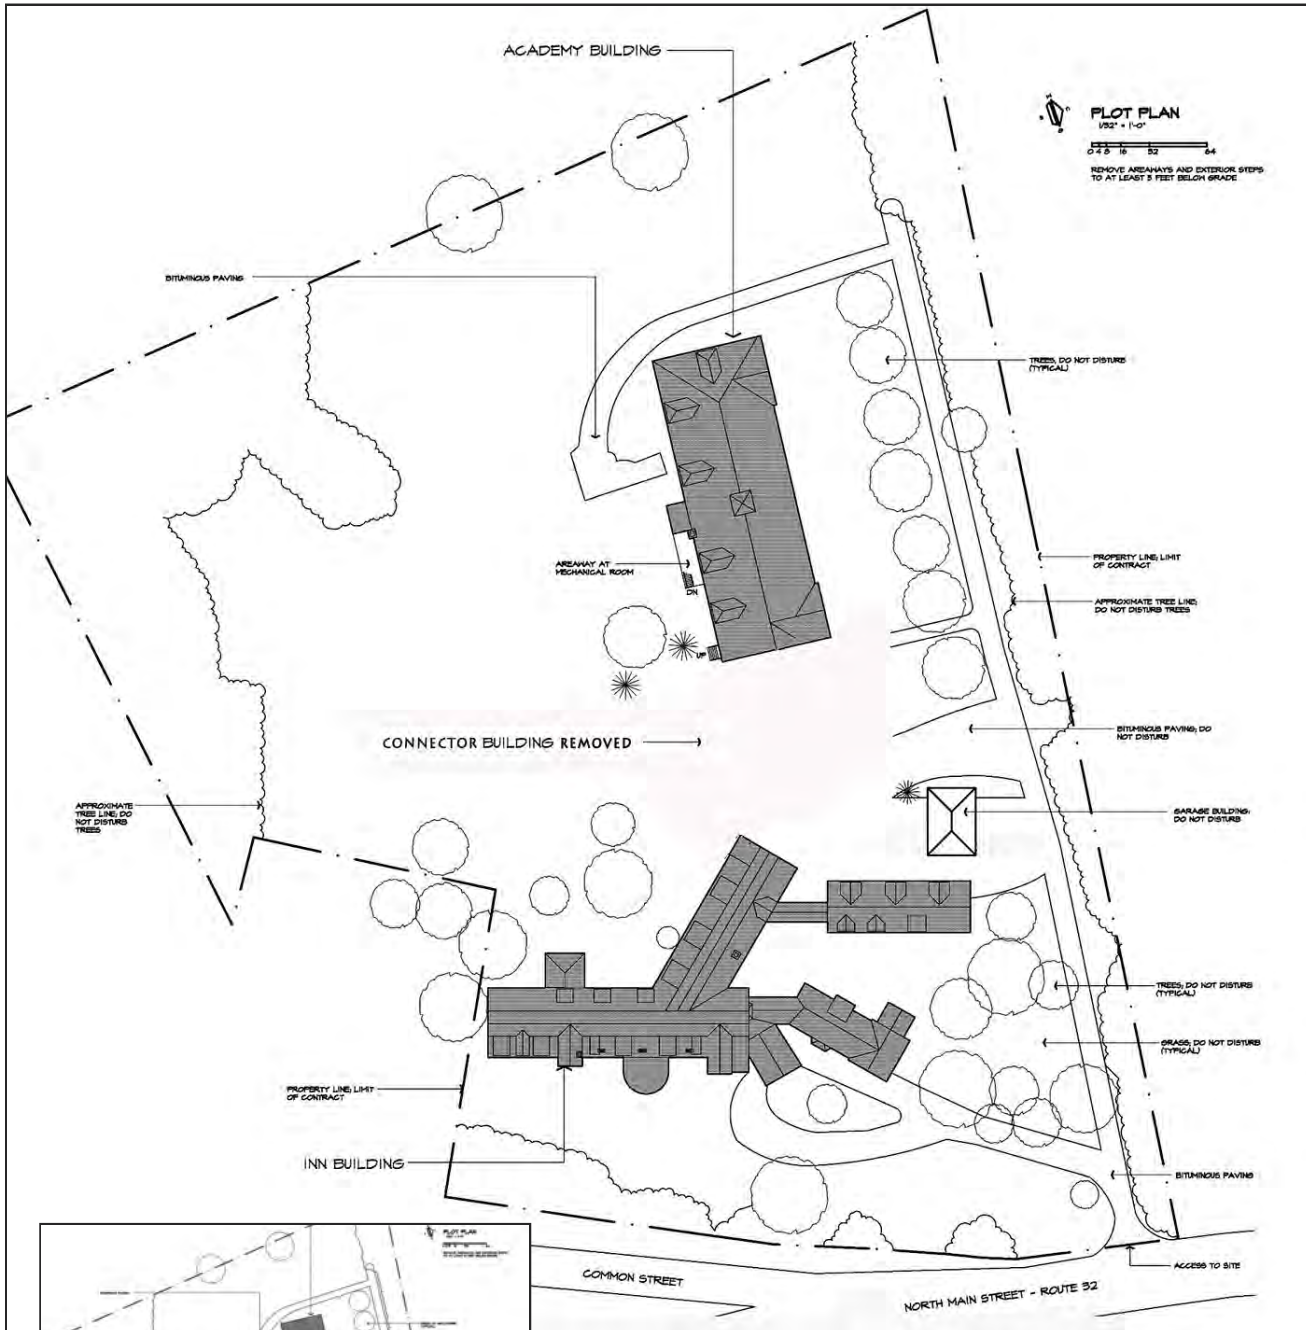 ACADEMY BUILDING
PLOT PLAN
1/32" = 1'-0"
0 4 8 16 32 64
REMOVE AREAWAYS AND EXTERIOR STEPS
TO AT LEAST 3 FEET BELOW GRADE
BITUMINOUS PAVING
TREES, DO NOT DISTURB
(TYPICAL)
AREAWAY AT
MECHANICAL ROOM
DN
UP
PROPERTY LINE; LIMIT
OF CONTRACT
APPROXIMATE TREE LINE;
DO NOT DISTURB TREES
CONNECTOR BUILDING REMOVED
BITUMINOUS PAVING; DO
NOT DISTURB
APPROXIMATE
TREE LINE; DO
NOT DISTURB
TREES
GARAGE BUILDING;
DO NOT DISTURB
TREES; DO NOT DISTURB
(TYPICAL)
GRASS; DO NOT DISTURB
(TYPICAL)
PROPERTY LINE; LIMIT
OF CONTRACT
INN BUILDING
BITUMINOUS PAVING
ACCESS TO SITE
COMMON STREET
NORTH MAIN STREET - ROUTE 32
PLOT PLAN